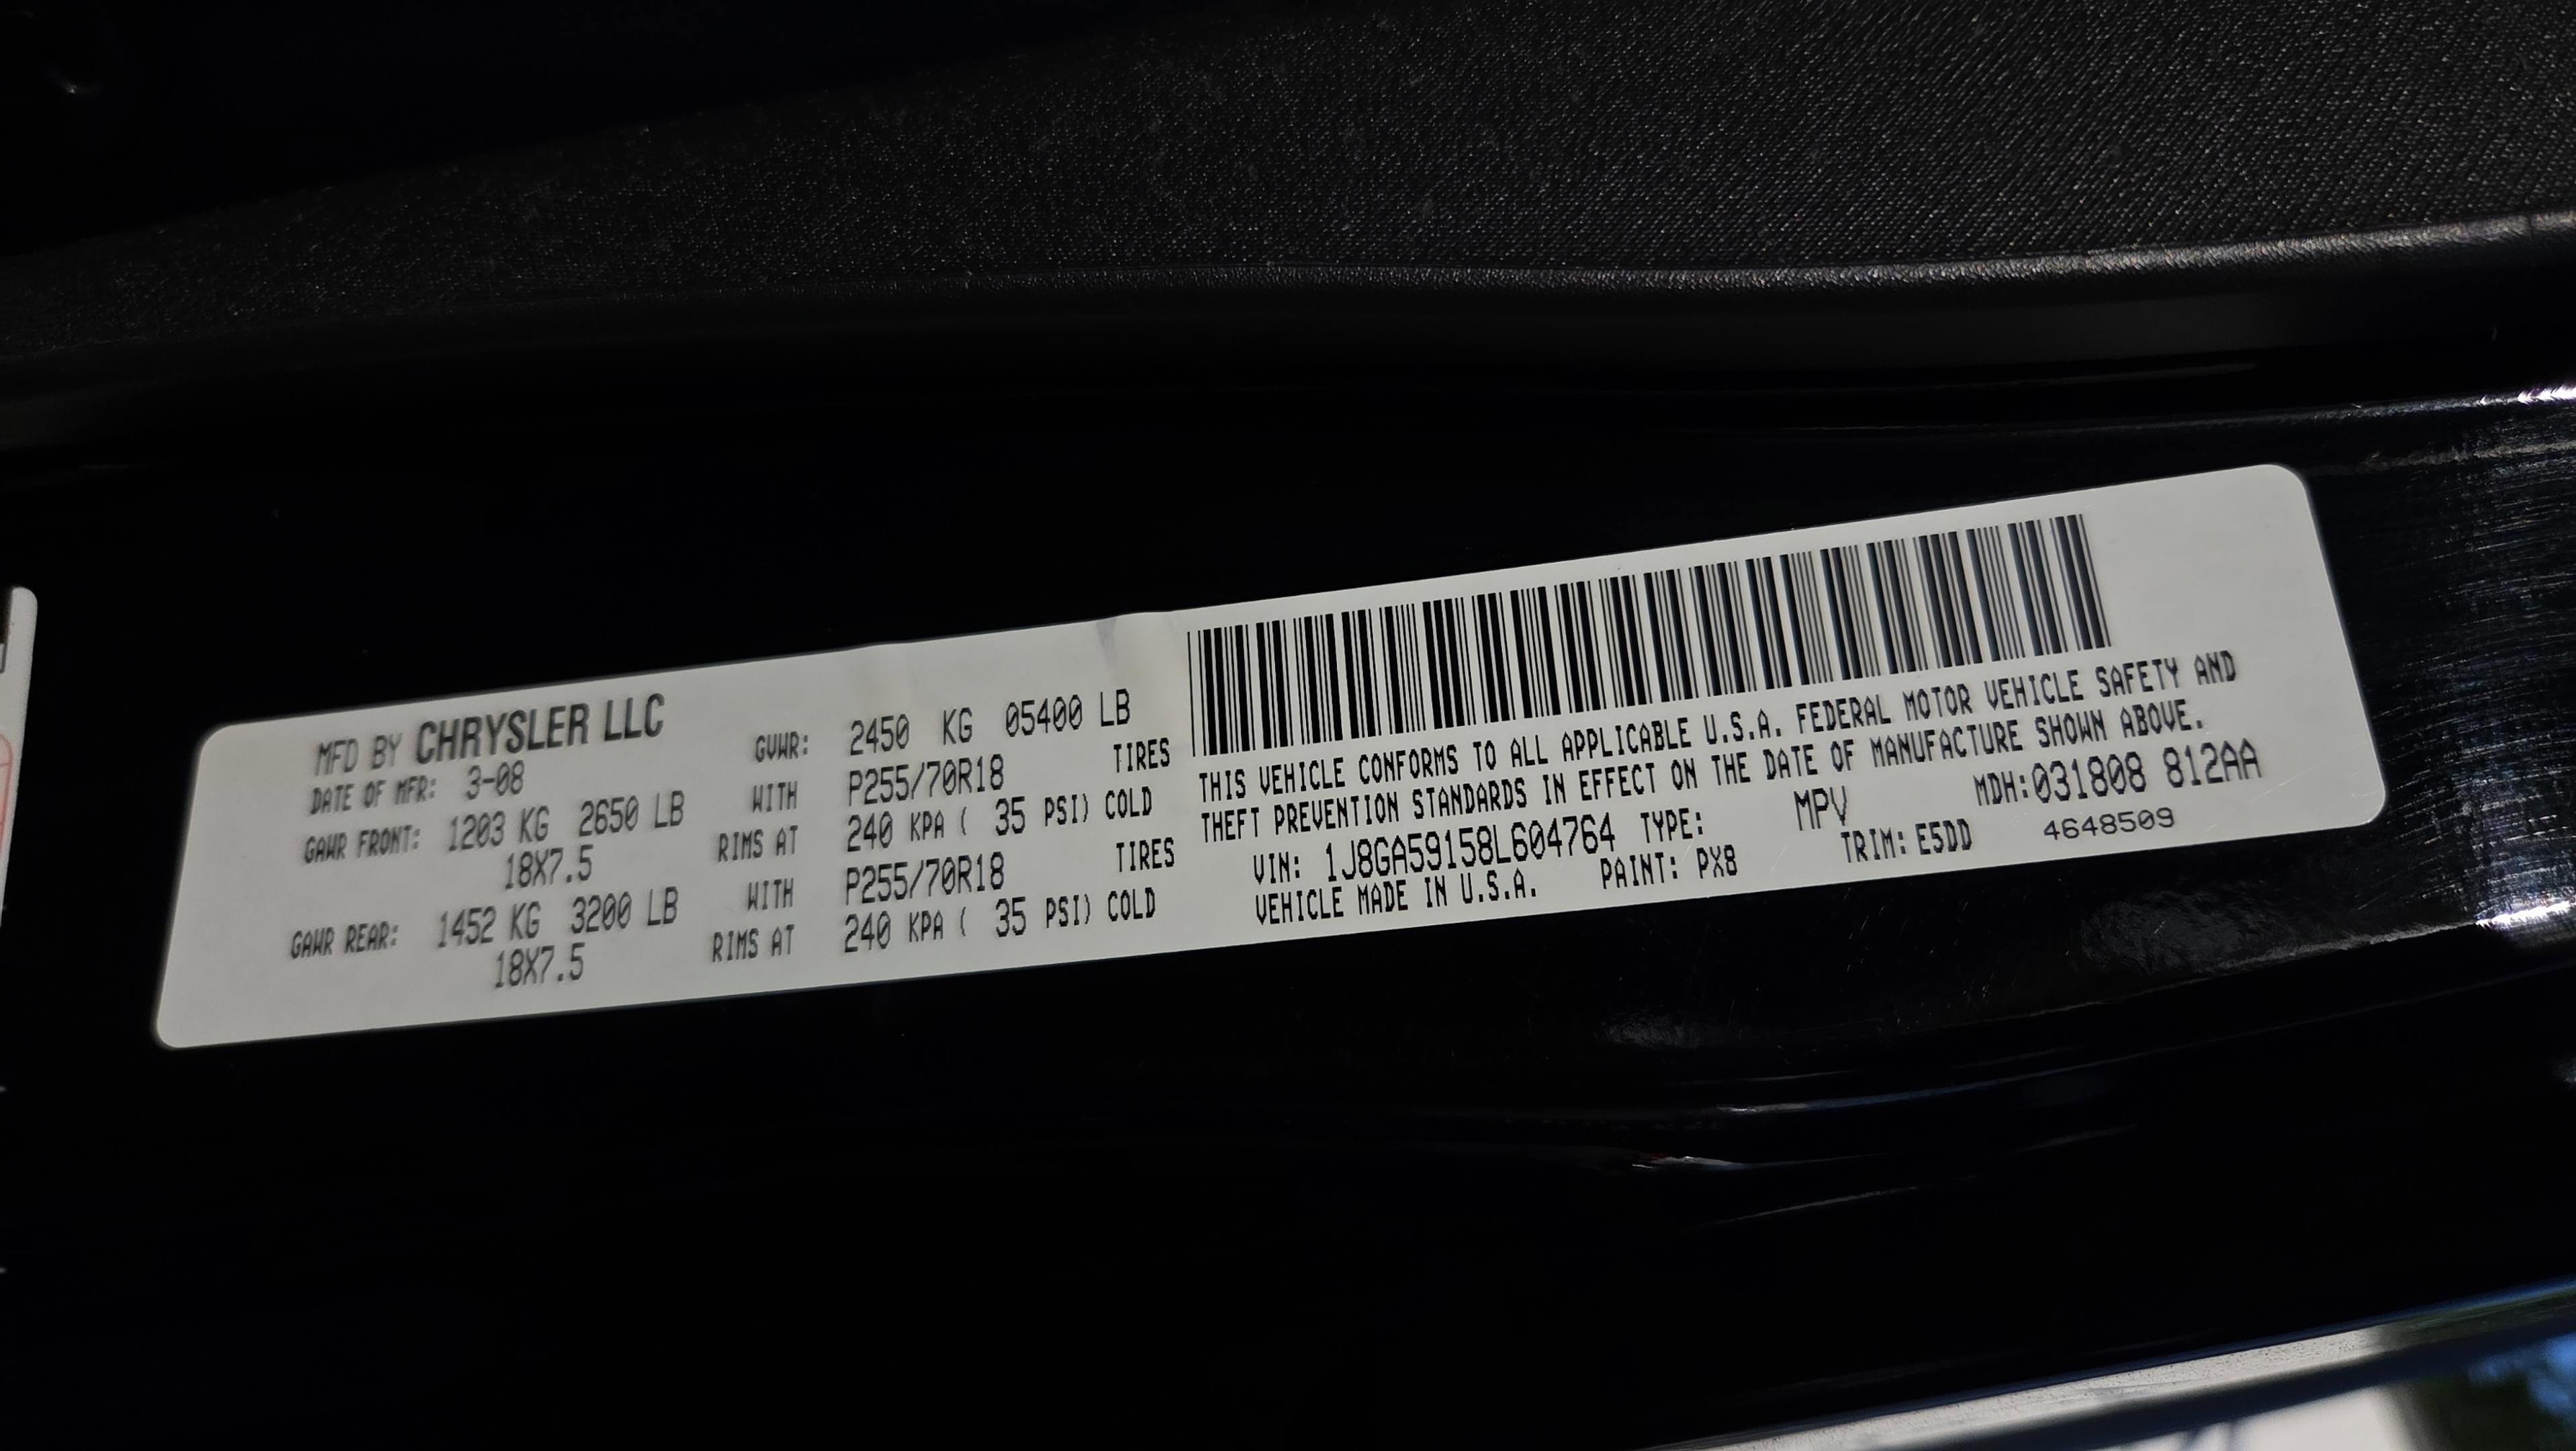 MFD BY CHRYSLER LLC
DATE OF MFR: 3-08
GVWR: 2450 KG 05400 LB
GAWR FRONT: 1203 KG 2650 LB WITH P255/70R18 TIRES
18X7.5 RIMS AT 240 KPA ( 35 PSI) COLD
GAWR REAR: 1452 KG 3200 LB WITH P255/70R18 TIRES
18X7.5 RIMS AT 240 KPA ( 35 PSI) COLD
THIS VEHICLE CONFORMS TO ALL APPLICABLE U.S.A. FEDERAL MOTOR VEHICLE SAFETY AND
THEFT PREVENTION STANDARDS IN EFFECT ON THE DATE OF MANUFACTURE SHOWN ABOVE.
VIN: 1J8GA59158L604764 TYPE: MPV MDH:031808 812AA
VEHICLE MADE IN U.S.A. PAINT: PX8 TRIM: E5DD 4648509